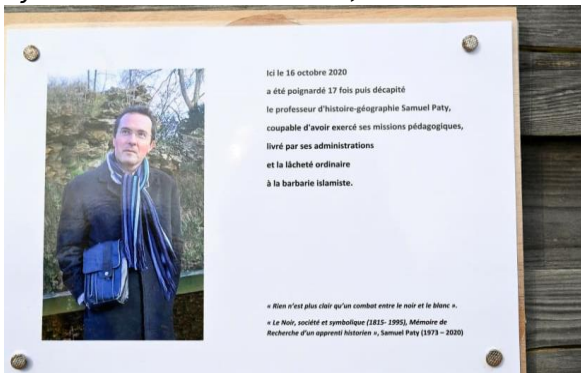 Ici le 16 octobre 2020
a été poignardé 17 fois puis décapité
le professeur d'histoire-géographie Samuel Paty,
coupable d'avoir exercé ses missions pédagogiques,
livré par ses administrations
et la lâcheté ordinaire
à la barbarie islamiste.
« Rien n'est plus clair qu'un combat entre le noir et le blanc ».
« Le Noir, société et symbolique (1815- 1995), Mémoire de
Recherche d'un apprenti historien », Samuel Paty (1973 – 2020)